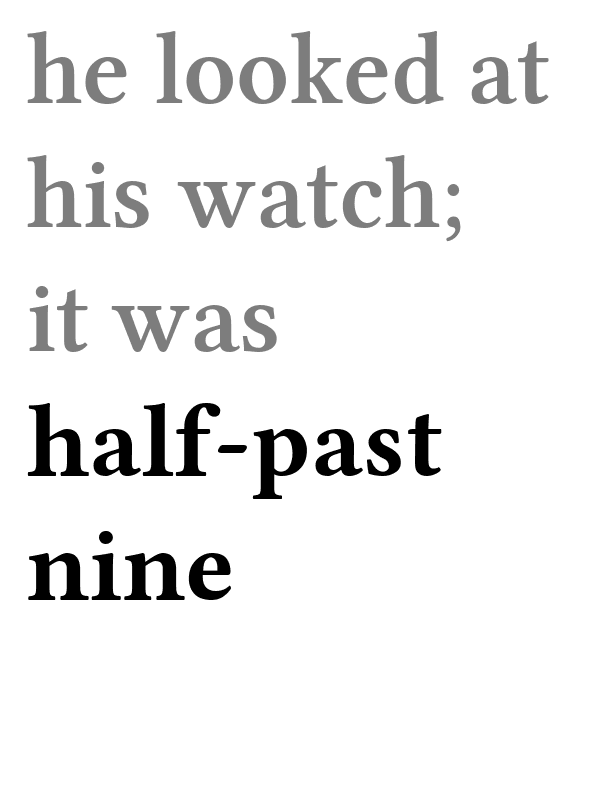 he looked at
his watch;
it was
half-past
nine